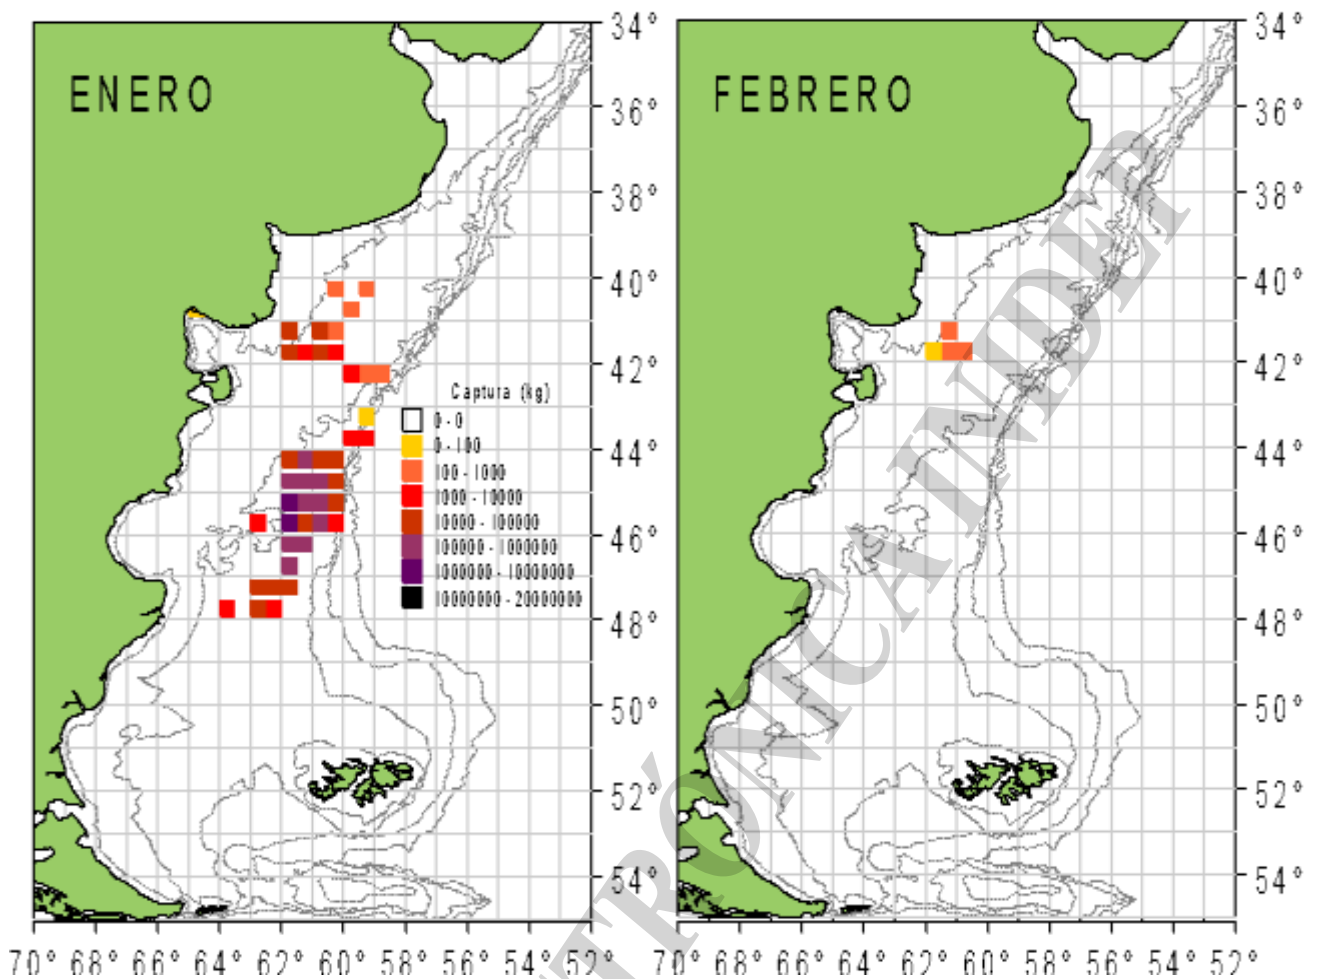 ENERO
34°
36°
38°
40°
42°
44°
46°
48°
50°
52°
54°
Captura (kg)
0 - 0
0 - 100
100 - 1000
1000 - 10000
10000 - 100000
100000 - 1000000
1000000 - 10000000
10000000 - 20000000
70° 68° 66° 64° 62° 60° 58° 56° 54° 52°
FEBRERO
34°
36°
38°
40°
42°
44°
46°
48°
50°
52°
54°
70° 68° 66° 64° 62° 60° 58° 56° 54° 52°
TRÓNICA INIDEP